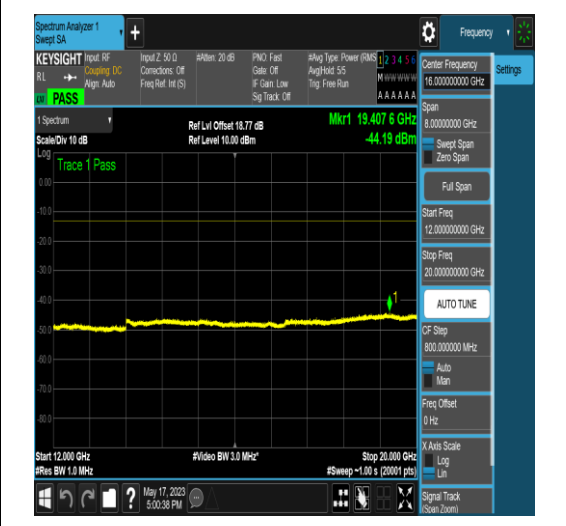 Spectrum Analyzer 1
Swept SA
Frequency
KEYSIGHT
Input: RF
Input Z: 50 Ω
#Atten: 20 dB
PNO: Fast
#Avg Type: Power (RMS
1 2 3 4 5 6
RL
Coupling: DC
Corrections: Off
Gate: Off
Avg|Hold: 5/5
M W W W W W
Align: Auto
Freq Ref: Int (S)
IF Gain: Low
Trig: Free Run
Sig Track: Off
A A A A A A
PASS
1 Spectrum
Ref Lvl Offset 18.77 dB
Mkr1 19.407 6 GHz
Scale/Div 10 dB
Ref Level 10.00 dBm
-44.19 dBm
Log
Trace 1 Pass
0.00
-10.0
-20.0
-30.0
-40.0
1
-50.0
-60.0
-70.0
-80.0
Start 12.000 GHz
#Video BW 3.0 MHz*
Stop 20.000 GHz
#Res BW 1.0 MHz
#Sweep ~1.00 s (20001 pts)
May 17, 2023
5:00:38 PM
Center Frequency
16.000000000 GHz
Settings
Span
8.00000000 GHz
Swept Span
Zero Span
Full Span
Start Freq
12.000000000 GHz
Stop Freq
20.000000000 GHz
AUTO TUNE
CF Step
800.000000 MHz
Auto
Man
Freq Offset
0 Hz
X Axis Scale
Log
Lin
Signal Track
(Span Zoom)